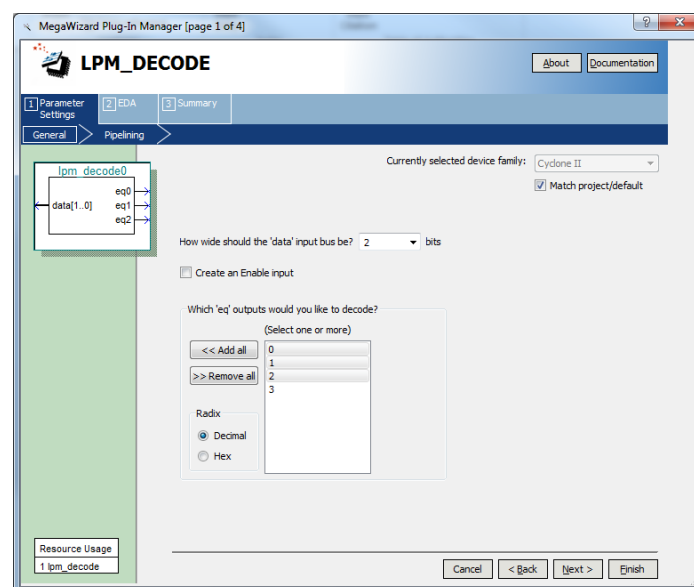 MegaWizard Plug-In Manager [page 1 of 4]
LPM_DECODE
About
Documentation
1 Parameter Settings
2 EDA
3 Summary
General
Pipelining
lpm_decode0
data[1..0]
eq0
eq1
eq2
Currently selected device family:
Cyclone II
Match project/default
How wide should the 'data' input bus be?
2
bits
Create an Enable input
Which 'eq' outputs would you like to decode?
(Select one or more)
<< Add all
>> Remove all
0
1
2
3
Radix
Decimal
Hex
Resource Usage
1 lpm_decode
Cancel
< Back
Next >
Finish